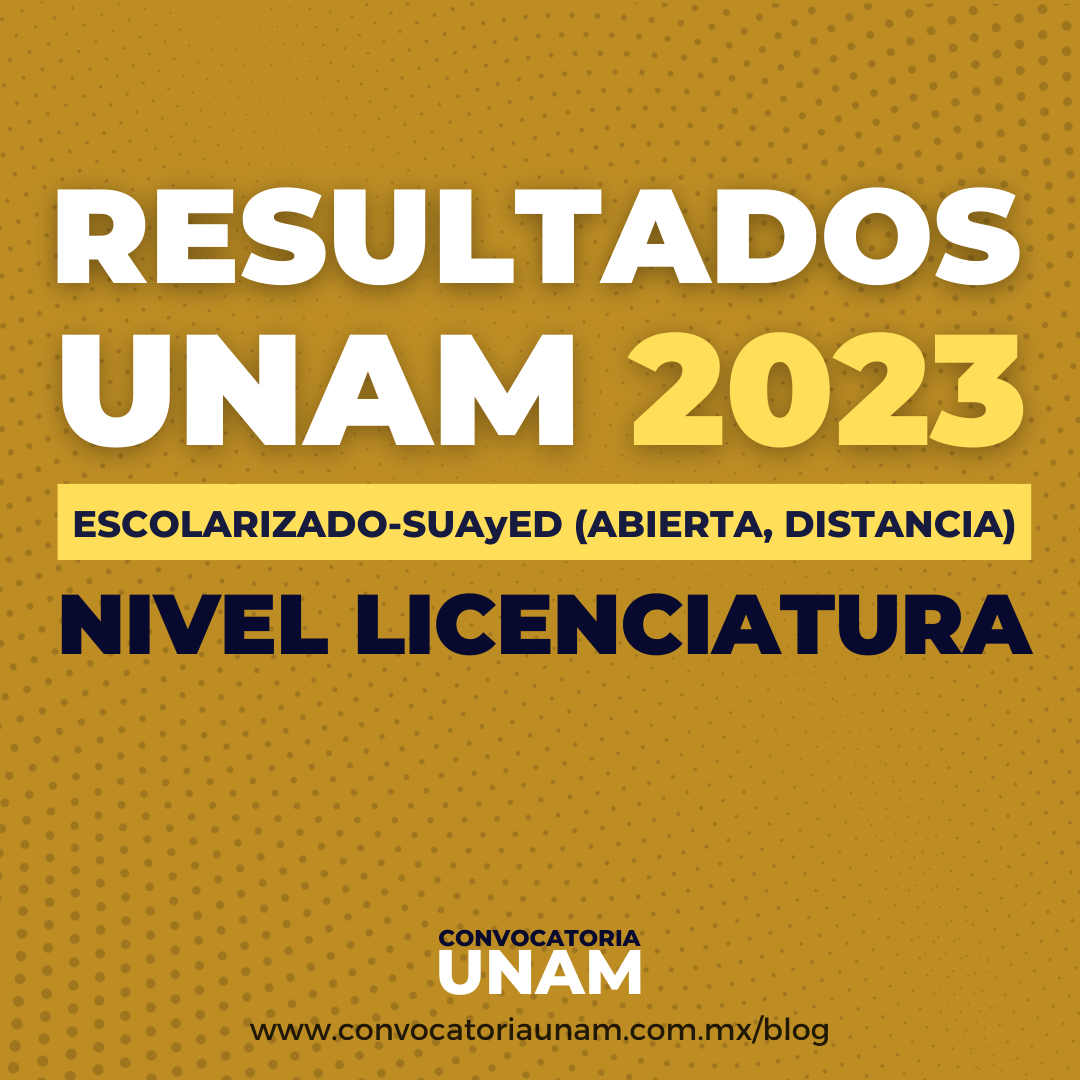 RESULTADOS
UNAM 2023
ESCOLARIZADO-SUAyED (ABIERTA, DISTANCIA)
NIVEL LICENCIATURA
CONVOCATORIA
UNAM
www.convocatoriaunam.com.mx/blog